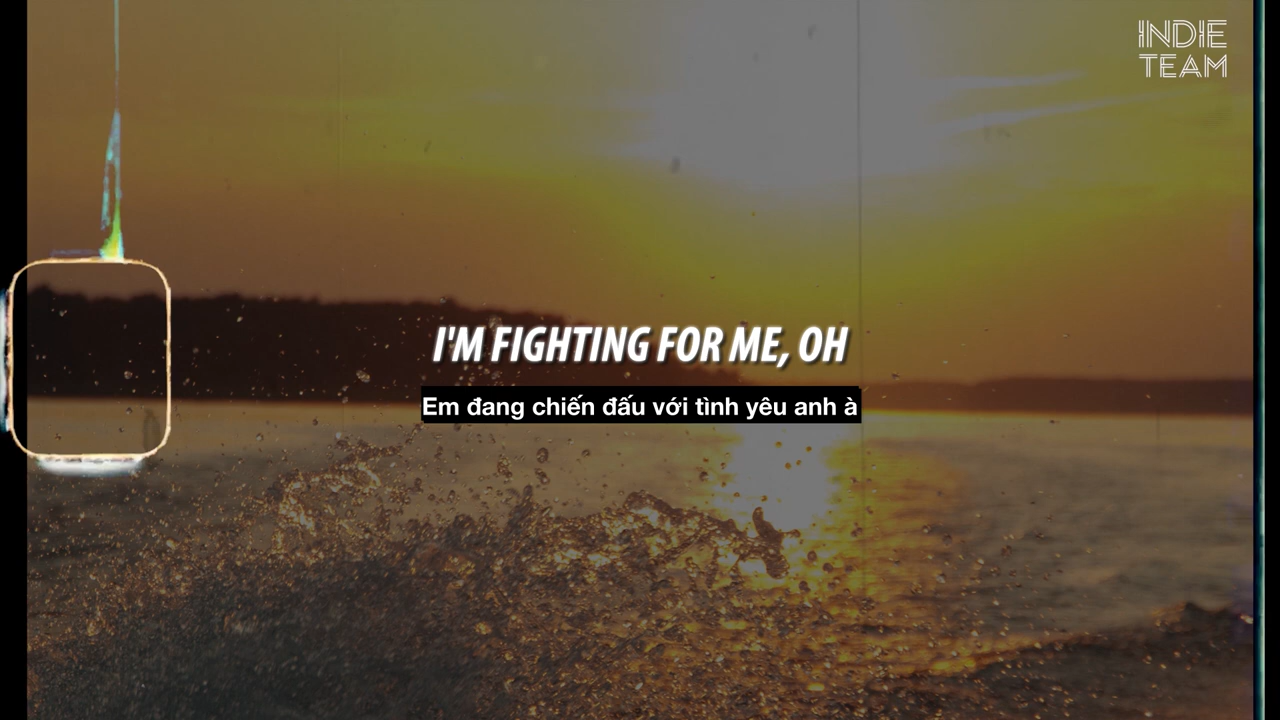 INDIE
TEAM
I'M FIGHTING FOR ME, OH
Em đang chiến đấu với tình yêu anh à